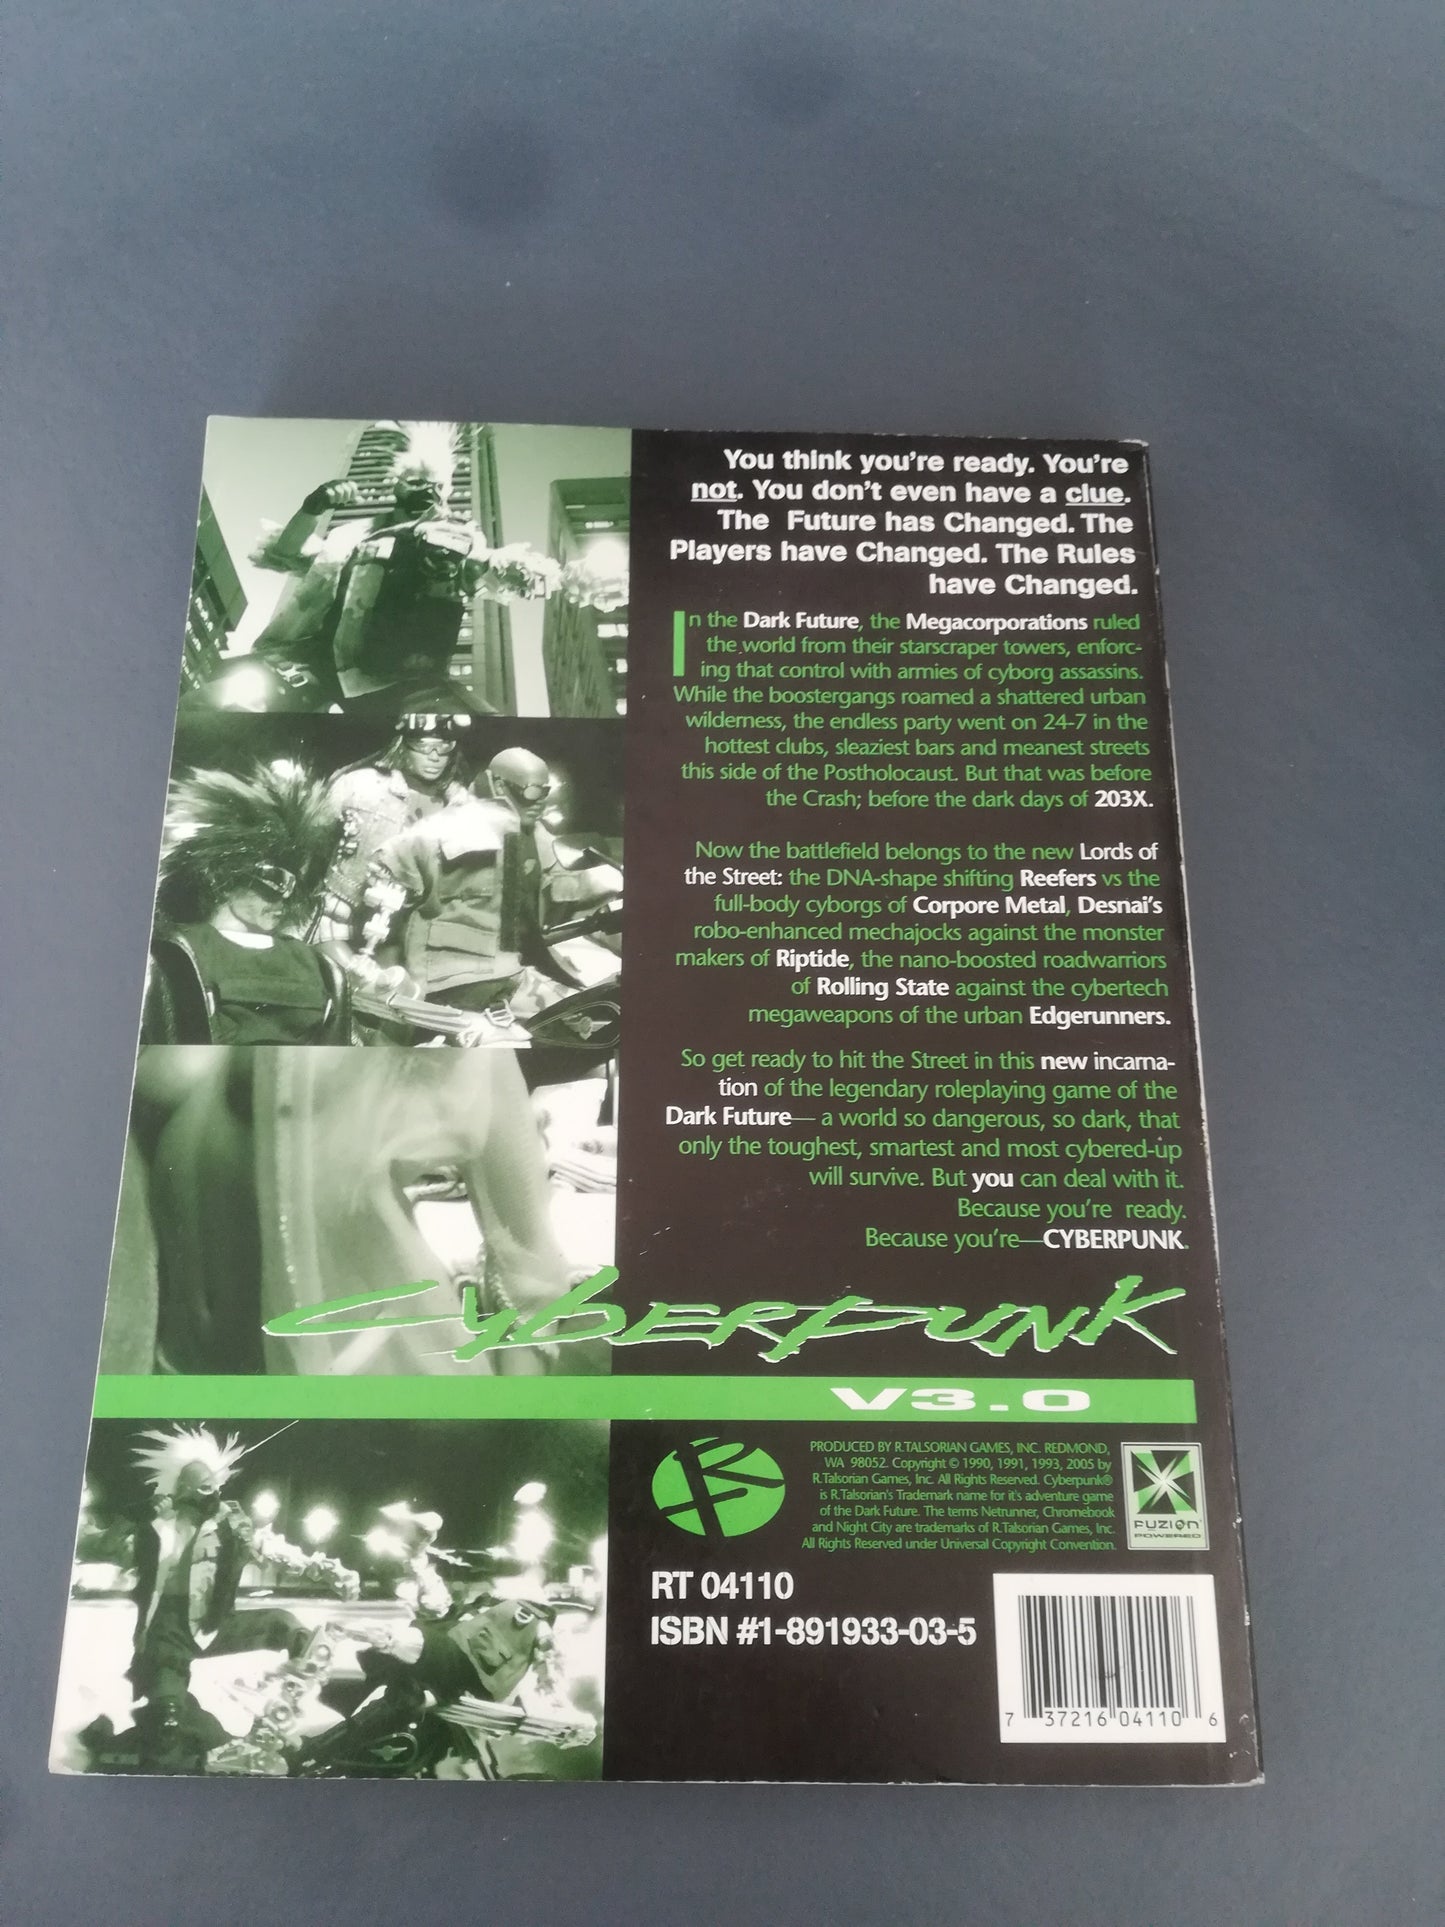 You think you're ready. You're
not. You don't even have a clue.
The Future has Changed. The
Players have Changed. The Rules
have Changed.
In the Dark Future, the Megacorporations ruled
the world from their starscraper towers, enforc-
ing that control with armies of cyborg assassins.
While the boostergangs roamed a shattered urban
wilderness, the endless party went on 24-7 in the
hottest clubs, sleaziest bars and meanest streets
this side of the Postholocaust. But that was before
the Crash; before the dark days of 203X.
Now the battlefield belongs to the new Lords of
the Street: the DNA-shape shifting Reefers vs the
full-body cyborgs of Corpore Metal, Desnai's
robo-enhanced mechajocks against the monster
makers of Riptide, the nano-boosted roadwarriors
of Rolling State against the cybertech
megaweapons of the urban Edgerunners.
So get ready to hit the Street in this new incarna-
tion of the legendary roleplaying game of the
Dark Future— a world so dangerous, so dark, that
only the toughest, smartest and most cybered-up
will survive. But you can deal with it.
Because you're ready.
Because you're—CYBERPUNK.
CYBERPUNK
V3.0
PRODUCED BY R.TALSORIAN GAMES, INC. REDMOND,
WA 98052. Copyright © 1990, 1991, 1993, 2005 by
R.Talsorian Games, Inc. All Rights Reserved. Cyberpunk®
is R.Talsorian's Trademark name for it's adventure game
of the Dark Future. The terms Netrunner, Chromebook
and Night City are trademarks of R.Talsorian Games, Inc.
All Rights Reserved under Universal Copyright Convention.
FUZION
POWERED
RT 04110
ISBN #1-891933-03-5
7 37216 04110 6